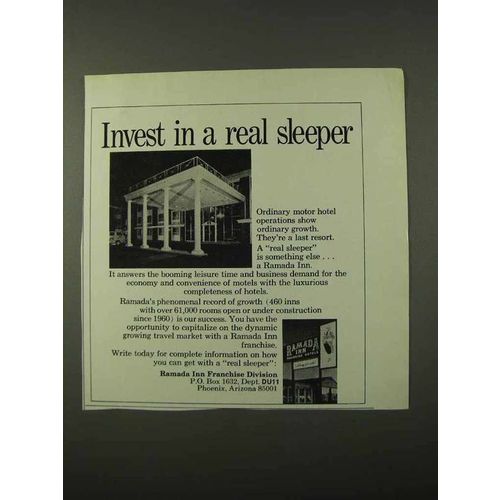 Invest in a real sleeper
Ordinary motor hotel
operations show
ordinary growth.
They're a last resort.
A "real sleeper"
is something else . . .
a Ramada Inn.
It answers the booming leisure time and business demand for the
economy and convenience of motels with the luxurious
completeness of hotels.
Ramada's phenomenal record of growth (460 inns
with over 61,000 rooms open or under construction
since 1960) is our success. You have the
opportunity to capitalize on the dynamic
growing travel market with a Ramada Inn
franchise.
Write today for complete information on how
you can get with a "real sleeper":
Ramada Inn Franchise Division
P.O. Box 1632, Dept. DU11
Phoenix, Arizona 85001
RAMADA
INN